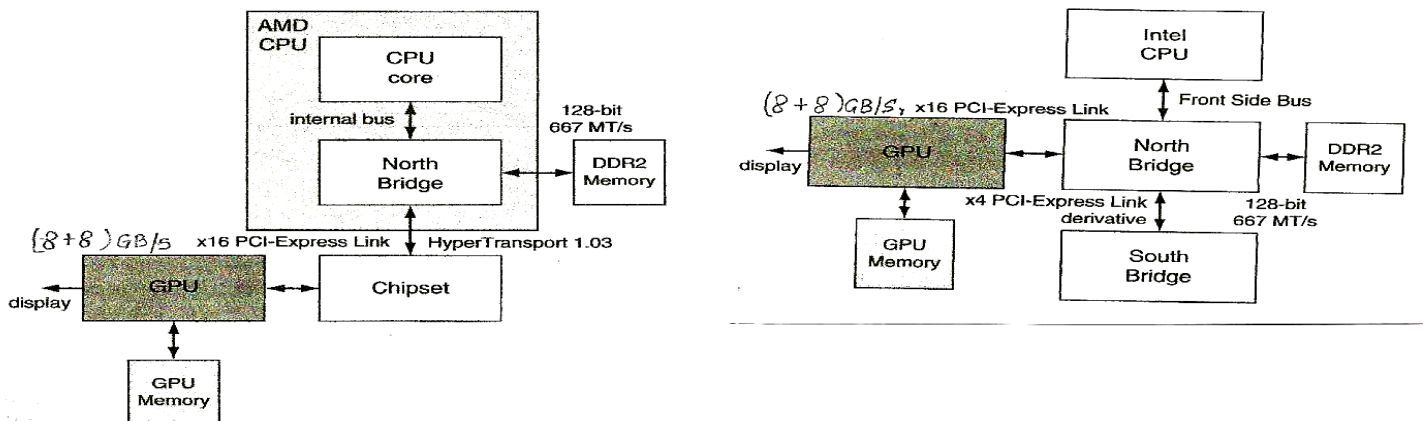 AMD
CPU
CPU
core
internal bus
128-bit
667 MT/s
North
Bridge
DDR2
Memory
(8+8) GB/s x16 PCI-Express Link HyperTransport 1.03
GPU
display
Chipset
GPU
Memory
Intel
CPU
Front Side Bus
(8+8) GB/S, x16 PCI-Express Link
GPU
display
North
Bridge
DDR2
Memory
x4 PCI-Express Link
derivative
128-bit
667 MT/s
GPU
Memory
South
Bridge